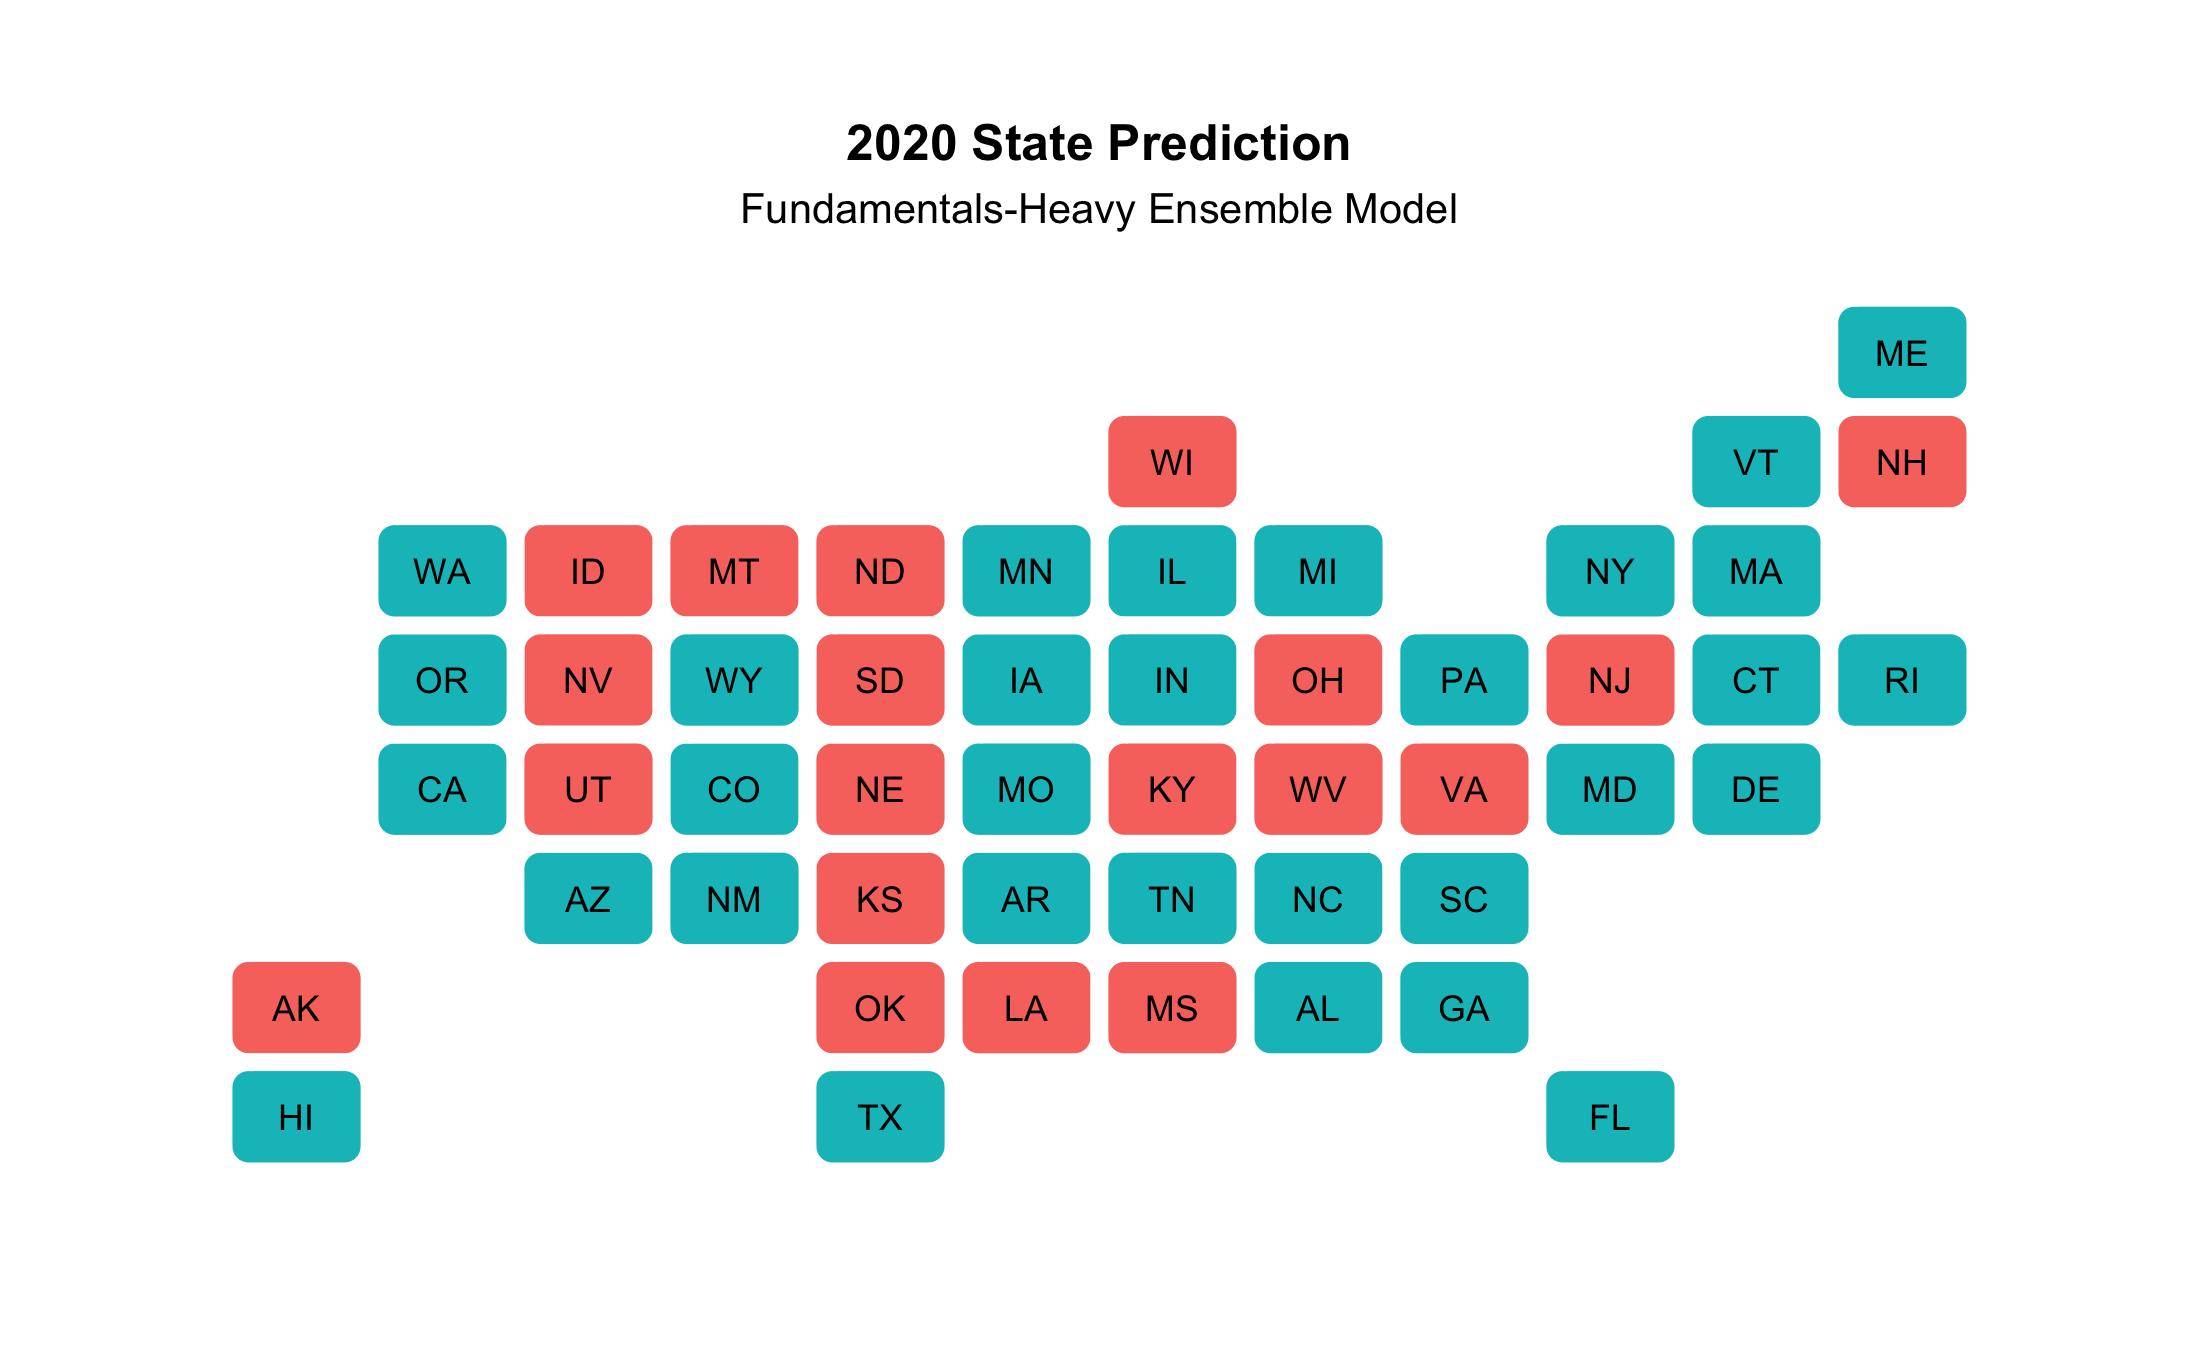 2020 State Prediction
Fundamentals-Heavy Ensemble Model
ME
WI VT NH
WA ID MT ND MN IL MI NY MA
OR NV WY SD IA IN OH PA NJ CT RI
CA UT CO NE MO KY WV VA MD DE
AZ NM KS AR TN NC SC
AK OK LA MS AL GA
HI TX FL